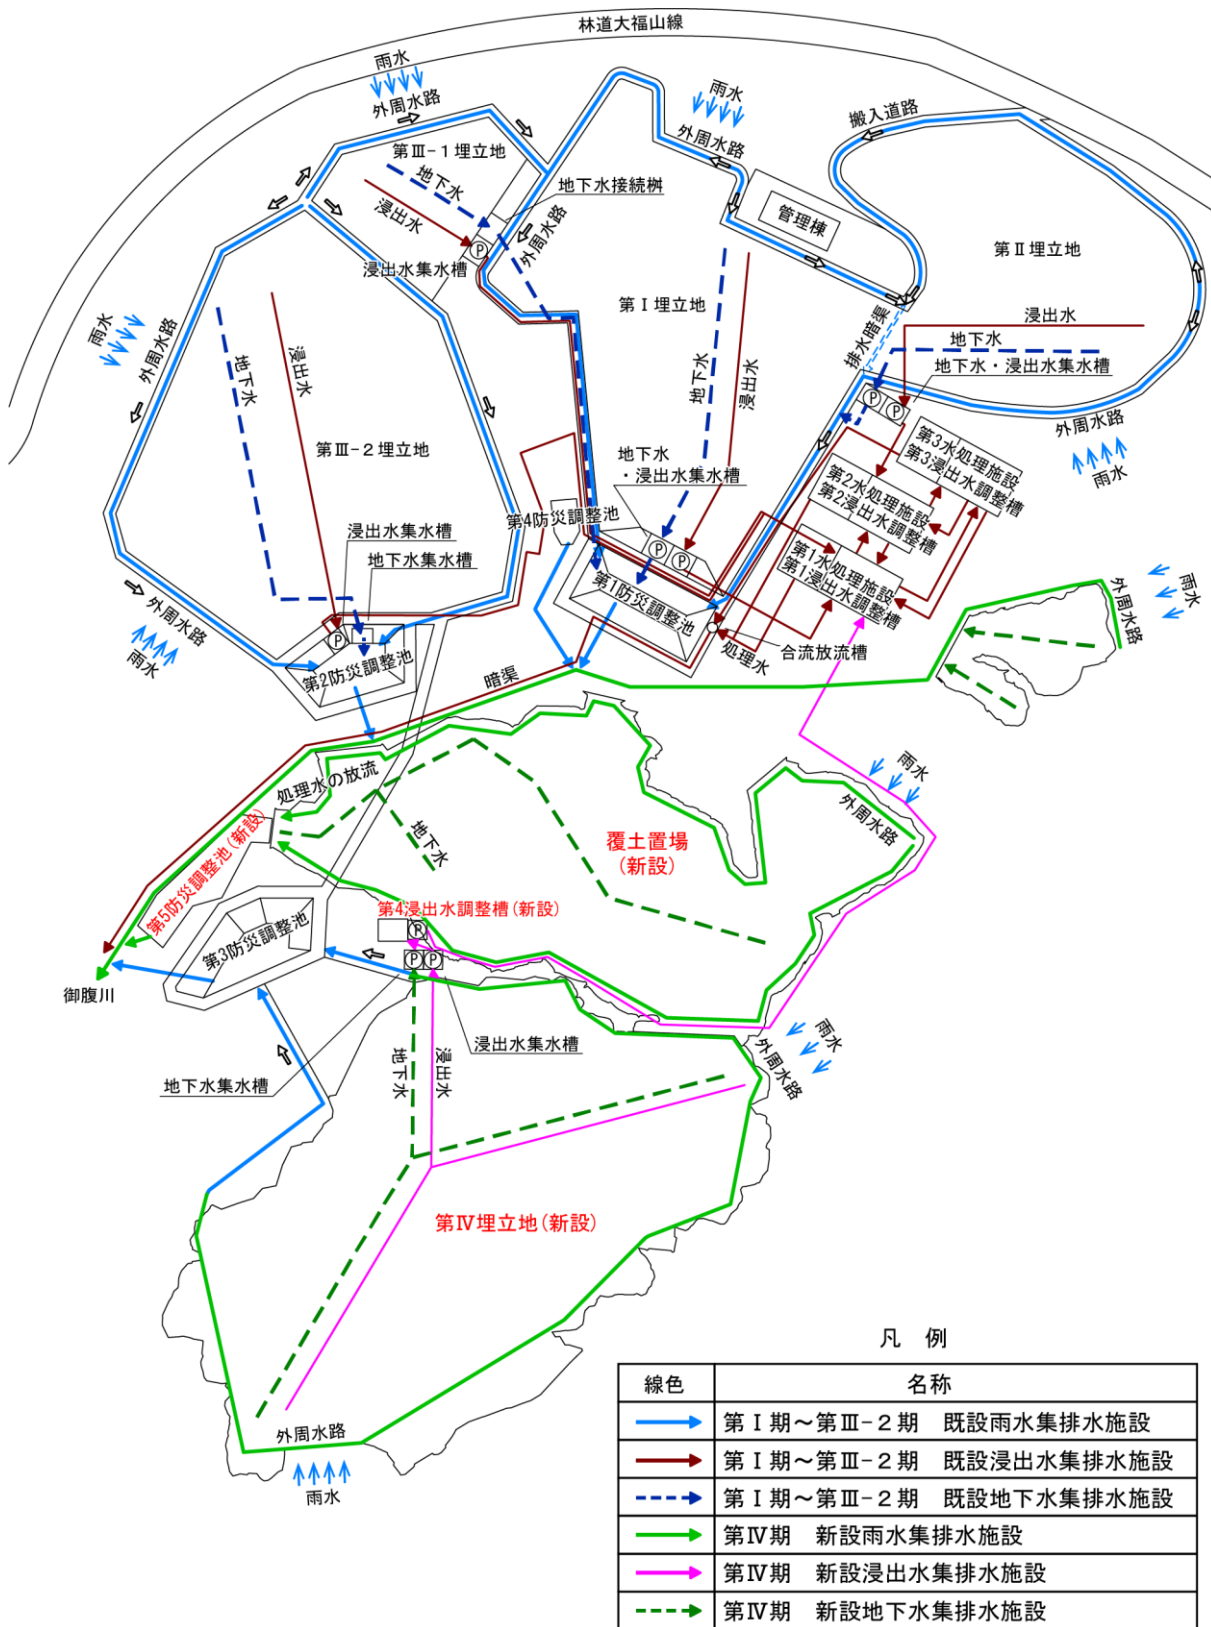 林道大福山線
雨水
外周水路
雨水
外周水路
搬入道路
第Ⅲ-1埋立地
地下水
浸出水
地下水接続桝
外周水路
P
浸出水集水槽
管理棟
第Ⅱ埋立地
第Ⅰ埋立地
地下水
浸出水
排水暗渠
浸出水
地下水
地下水・浸出水集水槽
P
P
外周水路
雨水
雨水
外周水路
地下水
浸出水
第Ⅲ-2埋立地
地下水
・浸出水集水槽
P
P
第3水処理施設
第3浸出水調整槽
第2水処理施設
第2浸出水調整槽
第1水処理施設
第1浸出水調整槽
第4防災調整池
第1防災調整池
浸出水集水槽
地下水集水槽
P
第2防災調整池
外周水路
雨水
処理水
合流放流槽
外周水路
雨水
暗渠
処理水の放流
雨水
外周水路
覆土置場
(新設)
地下水
第5防災調整池(新設)
第4浸出水調整槽(新設)
P
P
P
第3防災調整池
御腹川
浸出水集水槽
地下水集水槽
地下水
浸出水
雨水
外周水路
第Ⅳ埋立地(新設)
外周水路
雨水
凡 例
線色 名称
第Ⅰ期～第Ⅲ-2期 既設雨水集排水施設
第Ⅰ期～第Ⅲ-2期 既設浸出水集排水施設
第Ⅰ期～第Ⅲ-2期 既設地下水集排水施設
第Ⅳ期 新設雨水集排水施設
第Ⅳ期 新設浸出水集排水施設
第Ⅳ期 新設地下水集排水施設